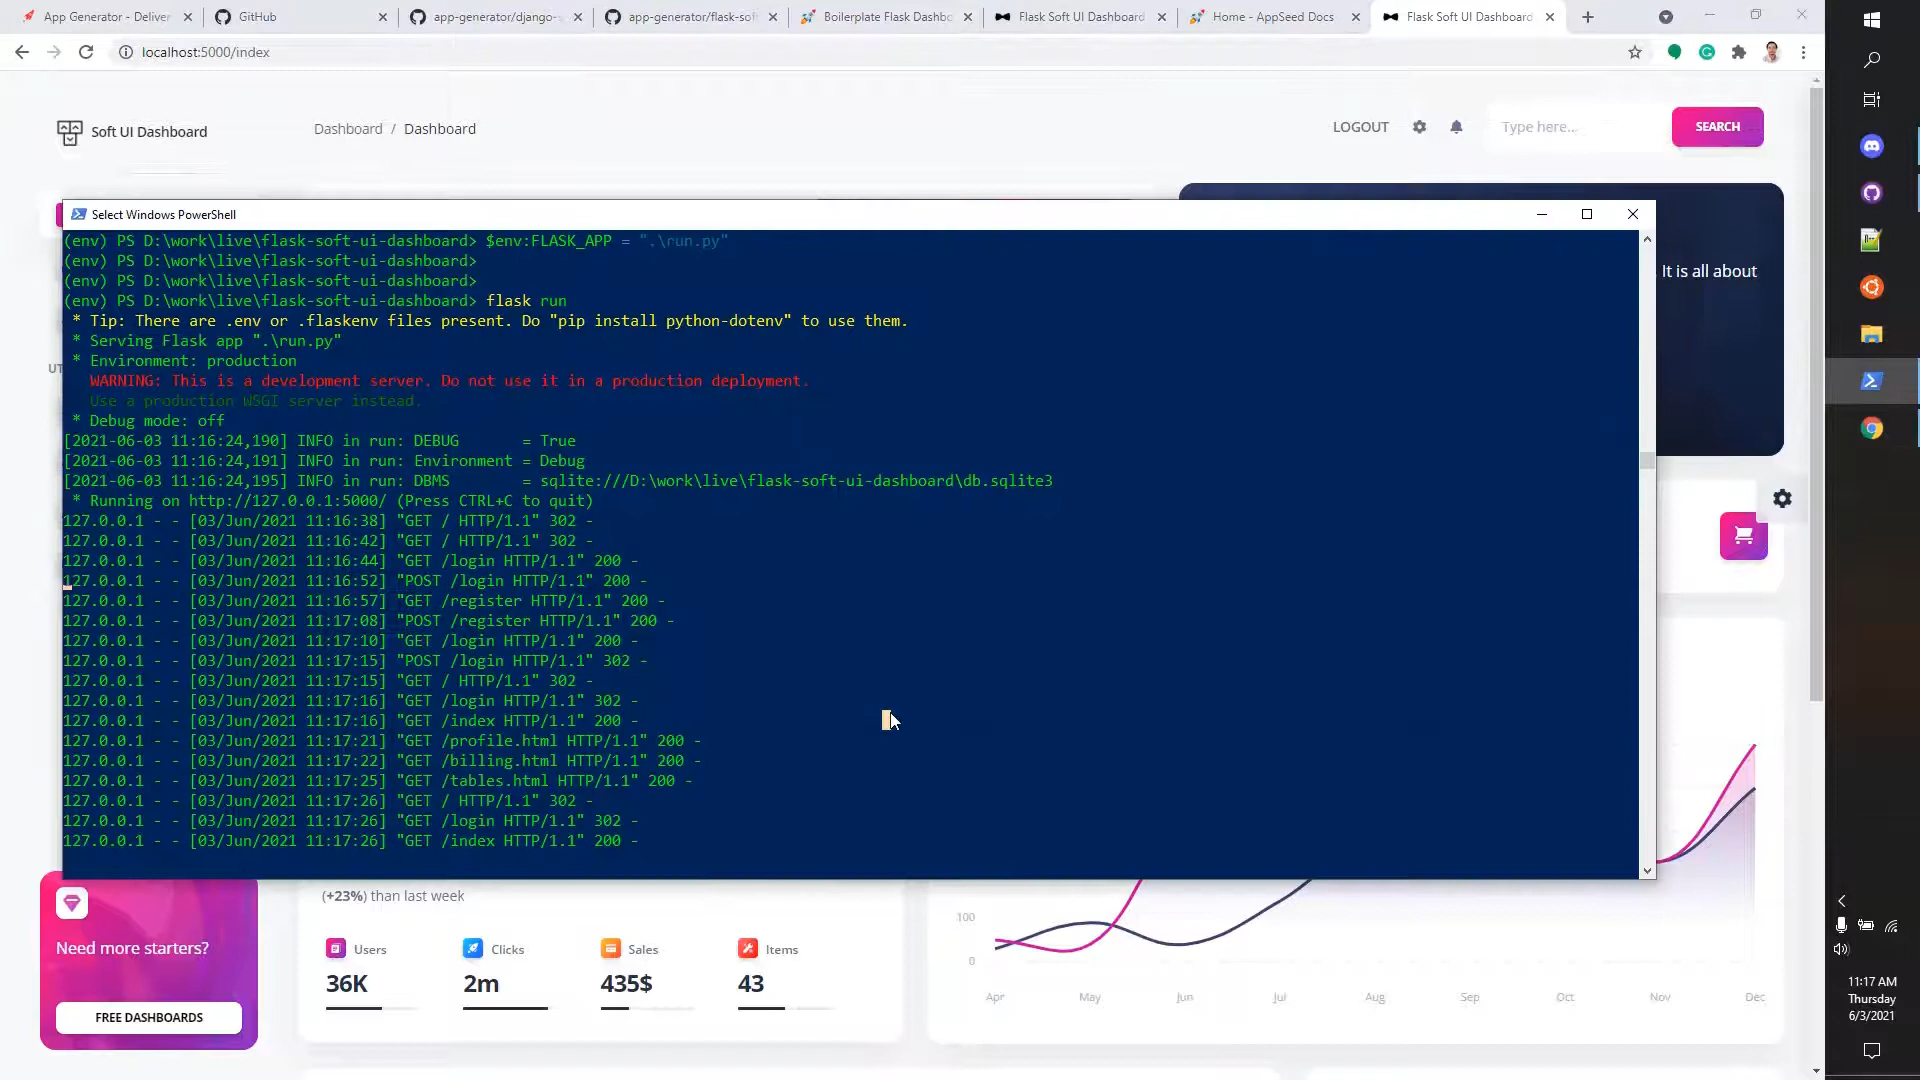 App Generator - Deliver
GitHub
app-generator/django-s
app-generator/flask-sof
Boilerplate Flask Dashbo
Flask Soft UI Dashboard
Home - AppSeed Docs
Flask Soft UI Dashboard
localhost:5000/index
Soft UI Dashboard
Dashboard / Dashboard
LOGOUT
Type here...
SEARCH
Select Windows PowerShell
(env) PS D:\work\live\flask-soft-ui-dashboard> $env:FLASK_APP = ".\run.py"
(env) PS D:\work\live\flask-soft-ui-dashboard>
(env) PS D:\work\live\flask-soft-ui-dashboard>
(env) PS D:\work\live\flask-soft-ui-dashboard> flask run
* Tip: There are .env or .flaskenv files present. Do "pip install python-dotenv" to use them.
* Serving Flask app ".\run.py"
* Environment: production
WARNING: This is a development server. Do not use it in a production deployment.
Use a production WSGI server instead.
* Debug mode: off
[2021-06-03 11:16:24,190] INFO in run: DEBUG       = True
[2021-06-03 11:16:24,191] INFO in run: Environment = Debug
[2021-06-03 11:16:24,195] INFO in run: DBMS        = sqlite:///D:\work\live\flask-soft-ui-dashboard\db.sqlite3
* Running on http://127.0.0.1:5000/ (Press CTRL+C to quit)
127.0.0.1 - - [03/Jun/2021 11:16:38] "GET / HTTP/1.1" 302 -
127.0.0.1 - - [03/Jun/2021 11:16:42] "GET / HTTP/1.1" 302 -
127.0.0.1 - - [03/Jun/2021 11:16:44] "GET /login HTTP/1.1" 200 -
127.0.0.1 - - [03/Jun/2021 11:16:52] "POST /login HTTP/1.1" 200 -
127.0.0.1 - - [03/Jun/2021 11:16:57] "GET /register HTTP/1.1" 200 -
127.0.0.1 - - [03/Jun/2021 11:17:08] "POST /register HTTP/1.1" 200 -
127.0.0.1 - - [03/Jun/2021 11:17:10] "GET /login HTTP/1.1" 200 -
127.0.0.1 - - [03/Jun/2021 11:17:15] "POST /login HTTP/1.1" 302 -
127.0.0.1 - - [03/Jun/2021 11:17:15] "GET / HTTP/1.1" 302 -
127.0.0.1 - - [03/Jun/2021 11:17:16] "GET /login HTTP/1.1" 302 -
127.0.0.1 - - [03/Jun/2021 11:17:16] "GET /index HTTP/1.1" 200 -
127.0.0.1 - - [03/Jun/2021 11:17:21] "GET /profile.html HTTP/1.1" 200 -
127.0.0.1 - - [03/Jun/2021 11:17:22] "GET /billing.html HTTP/1.1" 200 -
127.0.0.1 - - [03/Jun/2021 11:17:25] "GET /tables.html HTTP/1.1" 200 -
127.0.0.1 - - [03/Jun/2021 11:17:26] "GET / HTTP/1.1" 302 -
127.0.0.1 - - [03/Jun/2021 11:17:26] "GET /login HTTP/1.1" 302 -
127.0.0.1 - - [03/Jun/2021 11:17:26] "GET /index HTTP/1.1" 200 -
. It is all about
UT
(+23%) than last week
Users
Clicks
Sales
Items
36K
2m
435$
43
Need more starters?
FREE DASHBOARDS
100
0
Apr May Jun Jul Aug Sep Oct Nov Dec
11:17 AM
Thursday
6/3/2021